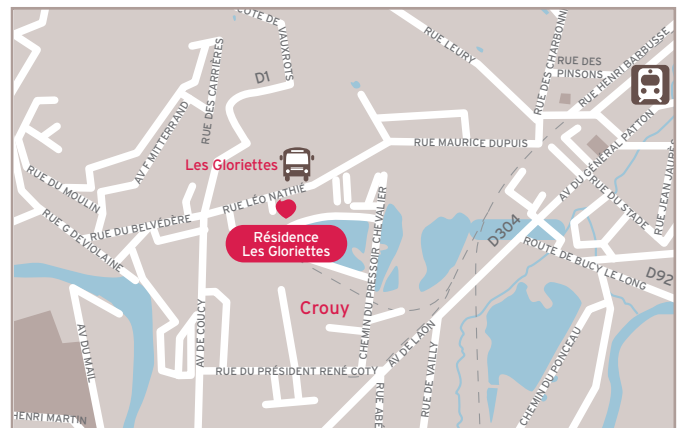 CÔTE DE VAUXROTS
RUE LEURY
RUE DES CHARBONN
RUE DES
PINSONS
RUE HENRI BARBUSSE
D1
RUE DES CARRIÈRES
AV F MITTERRAND
RUE MAURICE DUPUIS
AV DU GÉNÉRAL PATTON
Les Gloriettes
RUE DU MOULIN
RUE LÉO NATHIÉ
RUE DU STADE
RUE JEAN JAURÈS
RUE DU BELVÉDÈRE
RUE G DEVIOLAINE
Résidence
Les Gloriettes
CHEMIN DU PRESSOIR CHEVALIER
D304
ROUTE DE BUCY LE LONG
D92
Crouy
AV DU MAIL
AV DE COUCY
AV DE LAON
RUE DU PRÉSIDENT RENÉ COTY
RUE DE VAILLY
CHEMIN DU PONCEAU
RUE ABÉ
HENRI MARTIN